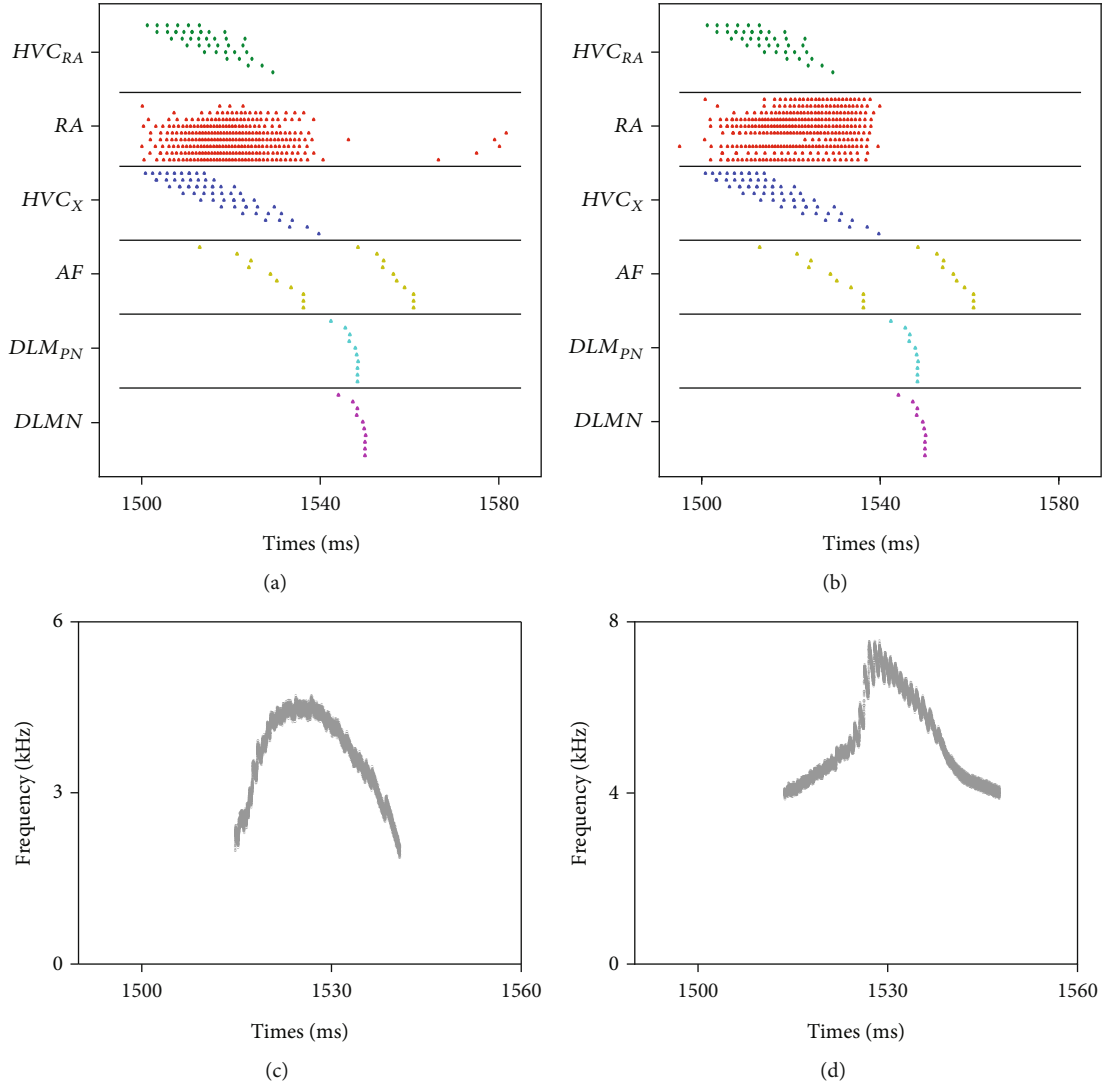 HVC_RA
RA
HVC_X
AF
DLM_PN
DLMN
1500 1540 1580
Times (ms)
(a)
HVC_RA
RA
HVC_X
AF
DLM_PN
DLMN
1500 1540 1580
Times (ms)
(b)
6
3
0
Frequency (kHz)
1500 1530 1560
Times (ms)
(c)
8
4
0
Frequency (kHz)
1500 1530 1560
Times (ms)
(d)